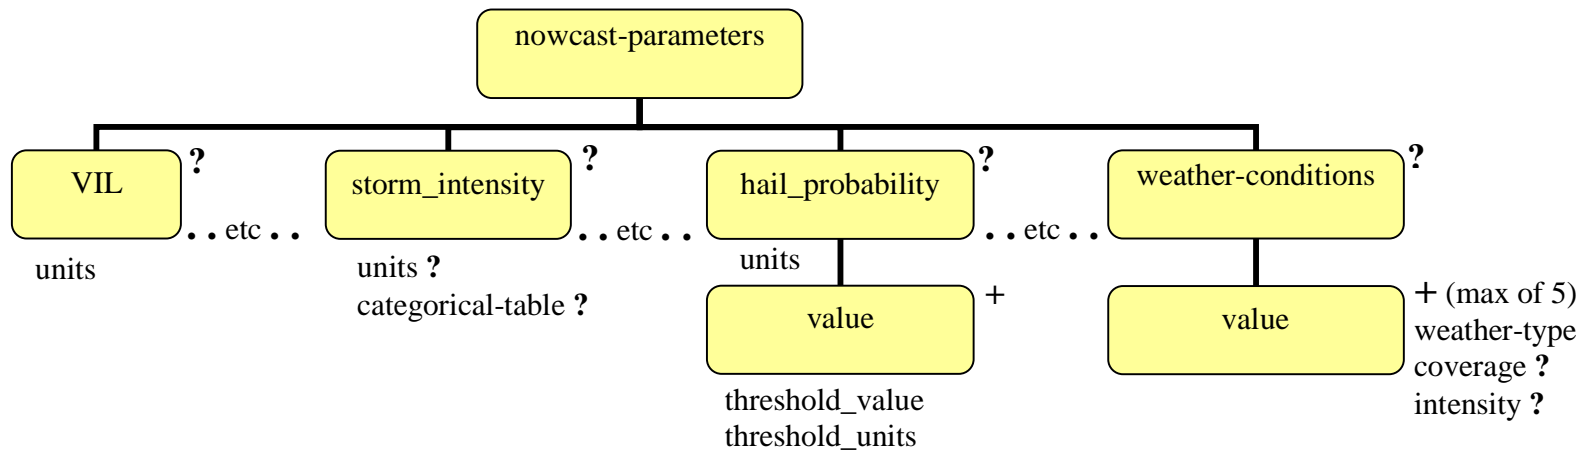 nowcast-parameters
VIL ?
. . etc . .
storm_intensity ?
. . etc . .
hail_probability ?
. . etc . .
weather-conditions ?
units
units ?
categorical-table ?
units
value +
threshold_value
threshold_units
value
+ (max of 5)
weather-type
coverage ?
intensity ?